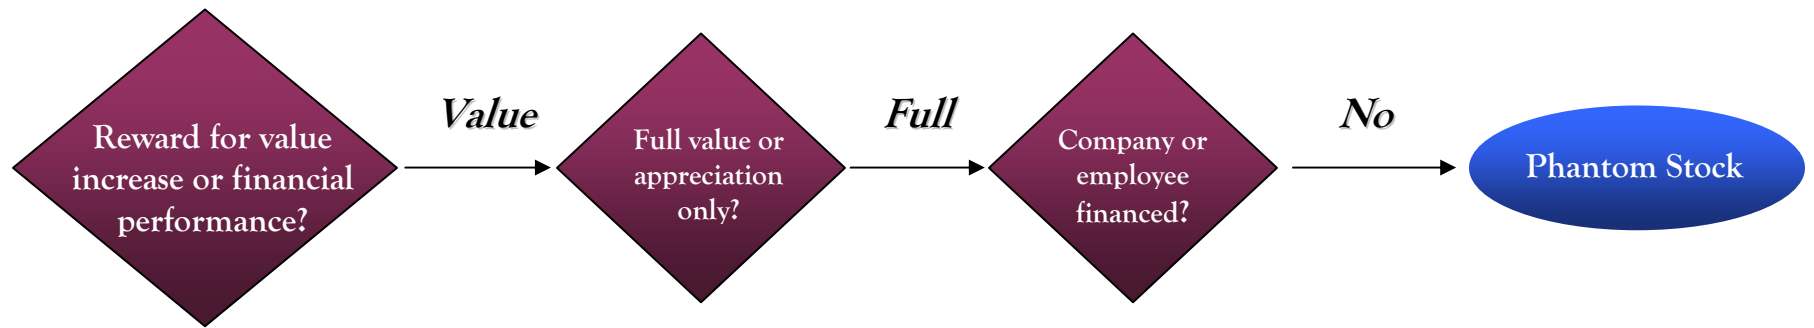 Reward for value
increase or financial
performance?
Value
Full value or
appreciation
only?
Full
Company or
employee
financed?
No
Phantom Stock